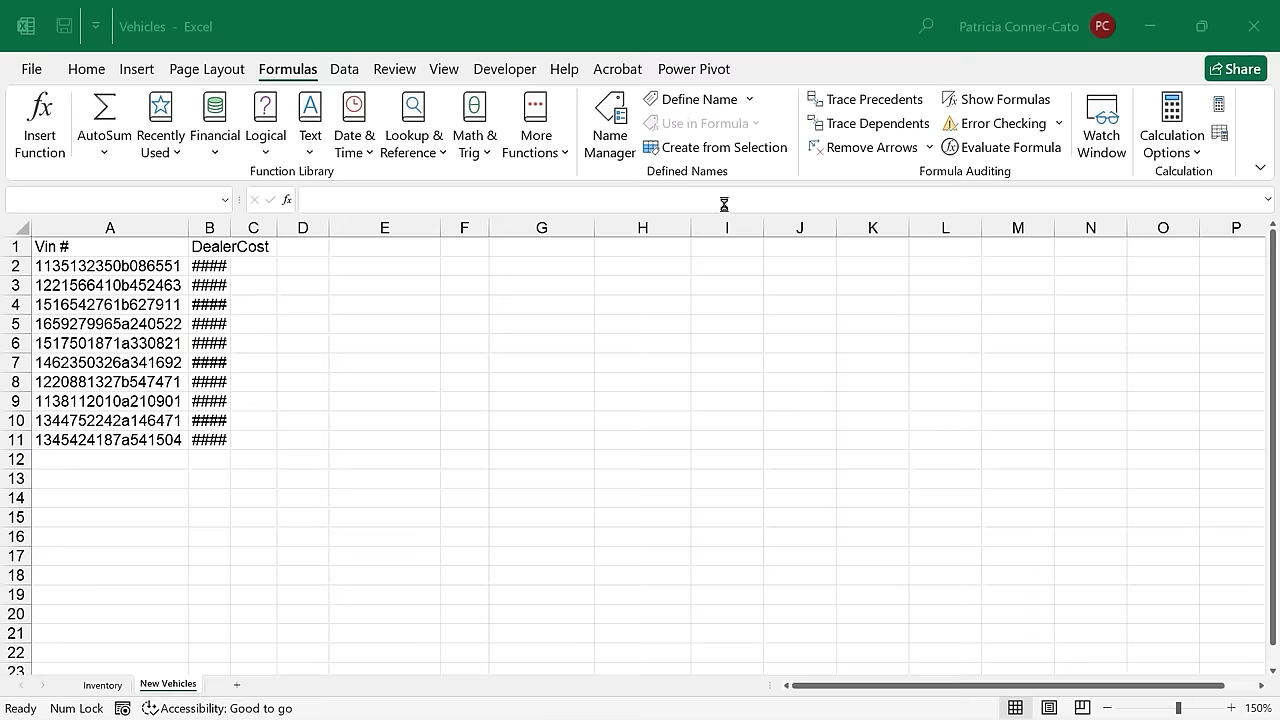 Vehicles - Excel
Patricia Conner-Cato PC
File Home Insert Page Layout Formulas Data Review View Developer Help Acrobat Power Pivot Share
fx Insert Function
Σ AutoSum
Recently Used
Financial
Logical
Text
Date & Time
Lookup & Reference
Math & Trig
More Functions
Function Library
Name Manager
Define Name
Use in Formula
Create from Selection
Defined Names
Trace Precedents
Trace Dependents
Remove Arrows
Show Formulas
Error Checking
Evaluate Formula
Formula Auditing
Watch Window
Calculation Options
Calculation
fx
A B C D E F G H I J K L M N O P
1 Vin # DealerCost
2 1135132350b086551 ####
3 1221566410b452463 ####
4 1516542761b627911 ####
5 1659279965a240522 ####
6 1517501871a330821 ####
7 1462350326a341692 ####
8 1220881327b547471 ####
9 1138112010a210901 ####
10 1344752242a146471 ####
11 1345424187a541504 ####
12
13
14
15
16
17
18
19
20
21
22
23
Inventory New Vehicles +
Ready Num Lock Accessibility: Good to go 150%